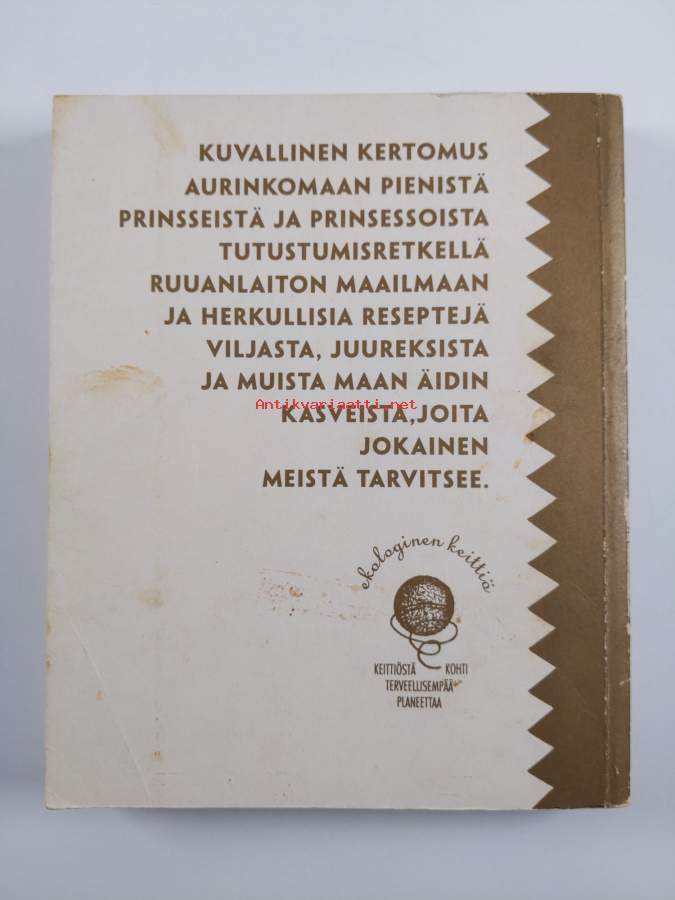 KUVALLINEN KERTOMUS
AURINKOMAAN PIENISTÄ
PRINSSEISTÄ JA PRINSESSOISTA
TUTUSTUMISRETKELLÄ
RUUANLAITON MAAILMAAN
JA HERKULLISIA RESEPTEJÄ
VILJASTA, JUUREKSISTA
JA MUISTA MAAN ÄIDIN
Antikvariaatti.net
KASVEISTA,JOITA
JOKAINEN
MEISTÄ TARVITSEE.
ekologinen keittiö
KEITTIÖSTÄ KOHTI
TERVEELLISEMPÄÄ
PLANEETTAA